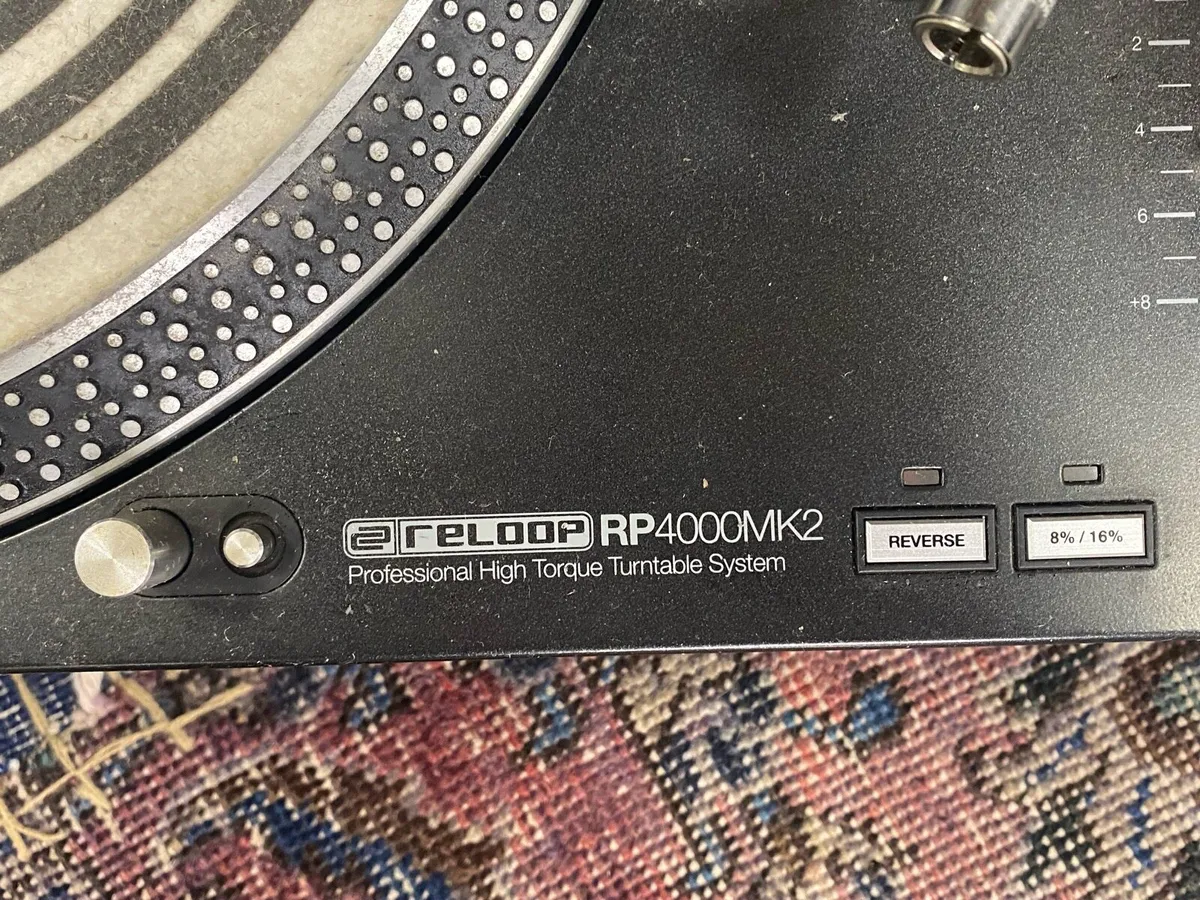 2
4
6
+8
reloop RP4000MK2
Professional High Torque Turntable System
REVERSE
8% / 16%